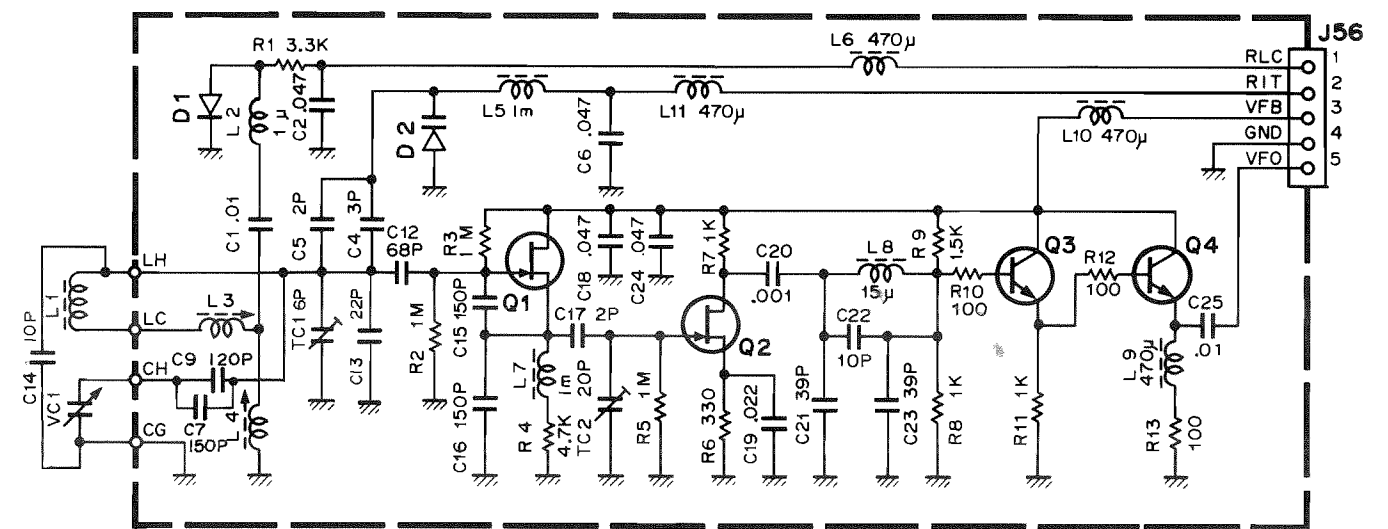 J56
RLC 1
RIT 2
VFB 3
GND 4
VFO 5
R1 3.3K
L6 470μ
D1
L2 1μ
C2 .047
D2
L5 1m
L11 470μ
C6 .047
L10 470μ
C1 .01
C5 2P
C4 3P
C12 68P
R3 1M
Q1
C18 .047
C24 .047
R7 1K
C20 .001
L8 15μ
R9 1.5K
Q3
R12 100
Q4
R10 100
LH
L1
LC
L3
TC1 6P
C13 22P
R2 1M
C15 150P
C17 2P
Q2
C22 10P
C25 .01
C14 10P
CH
C9 120P
VC1
C7 150P
L4
CG
C16 150P
L7 1m
R4 4.7K
TC2 20P
R5 1M
R6 330
C19 .022
C21 39P
C23 39P
R8 1K
R11 1K
L9 470μ
R13 100